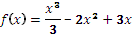 f(x) = x³/3 − 2x² + 3x